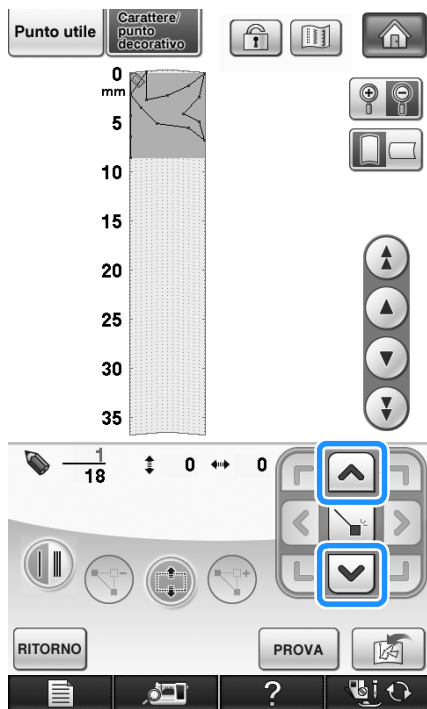 Punto utile
Carattere/
punto
decorativo
0
mm
5
10
15
20
25
30
35
1
18
0
0
RITORNO
PROVA
?